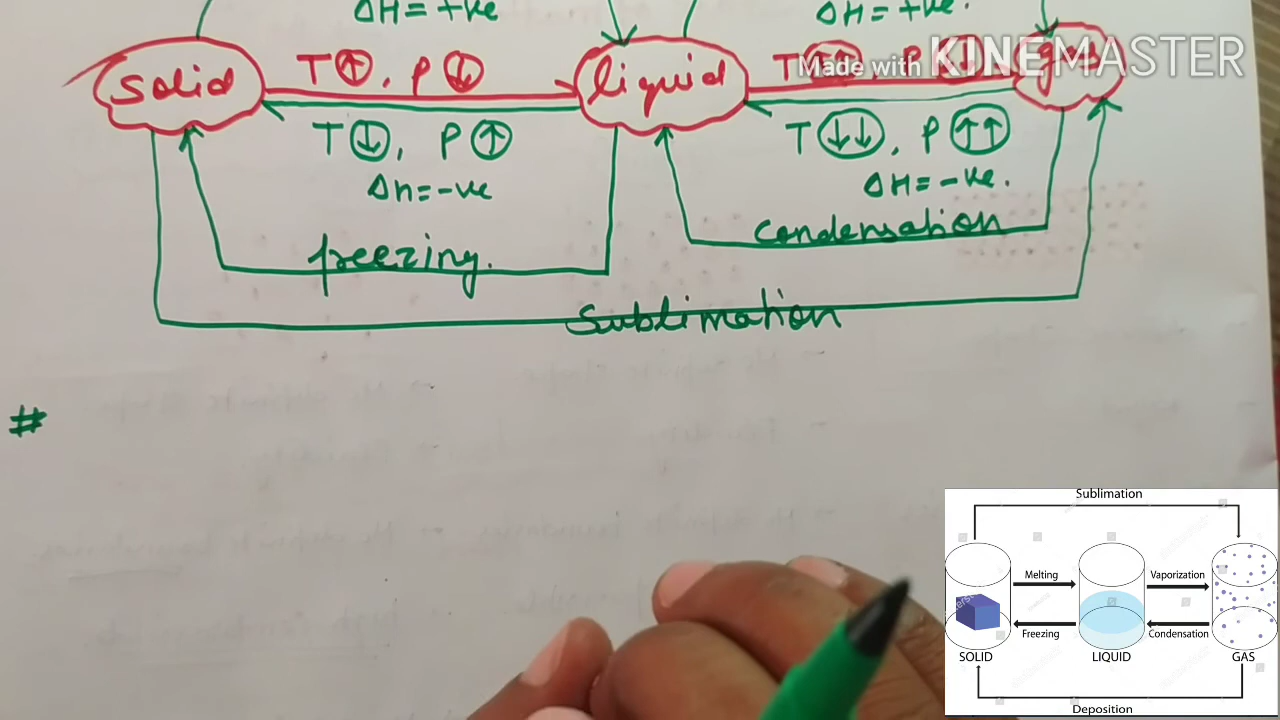 ΔH = +ve
ΔH = +ve.
Made with KINEMASTER
solid
T↑, P↓
liquid
T↑↑, P↓↓
gas
T↓, P↑
T↓↓, P↑↑
Δh = -ve
ΔH = -ve.
condensation
freezing.
Sublimation
#
Sublimation
Melting
Vaporization
Freezing
Condensation
SOLID
LIQUID
GAS
Deposition